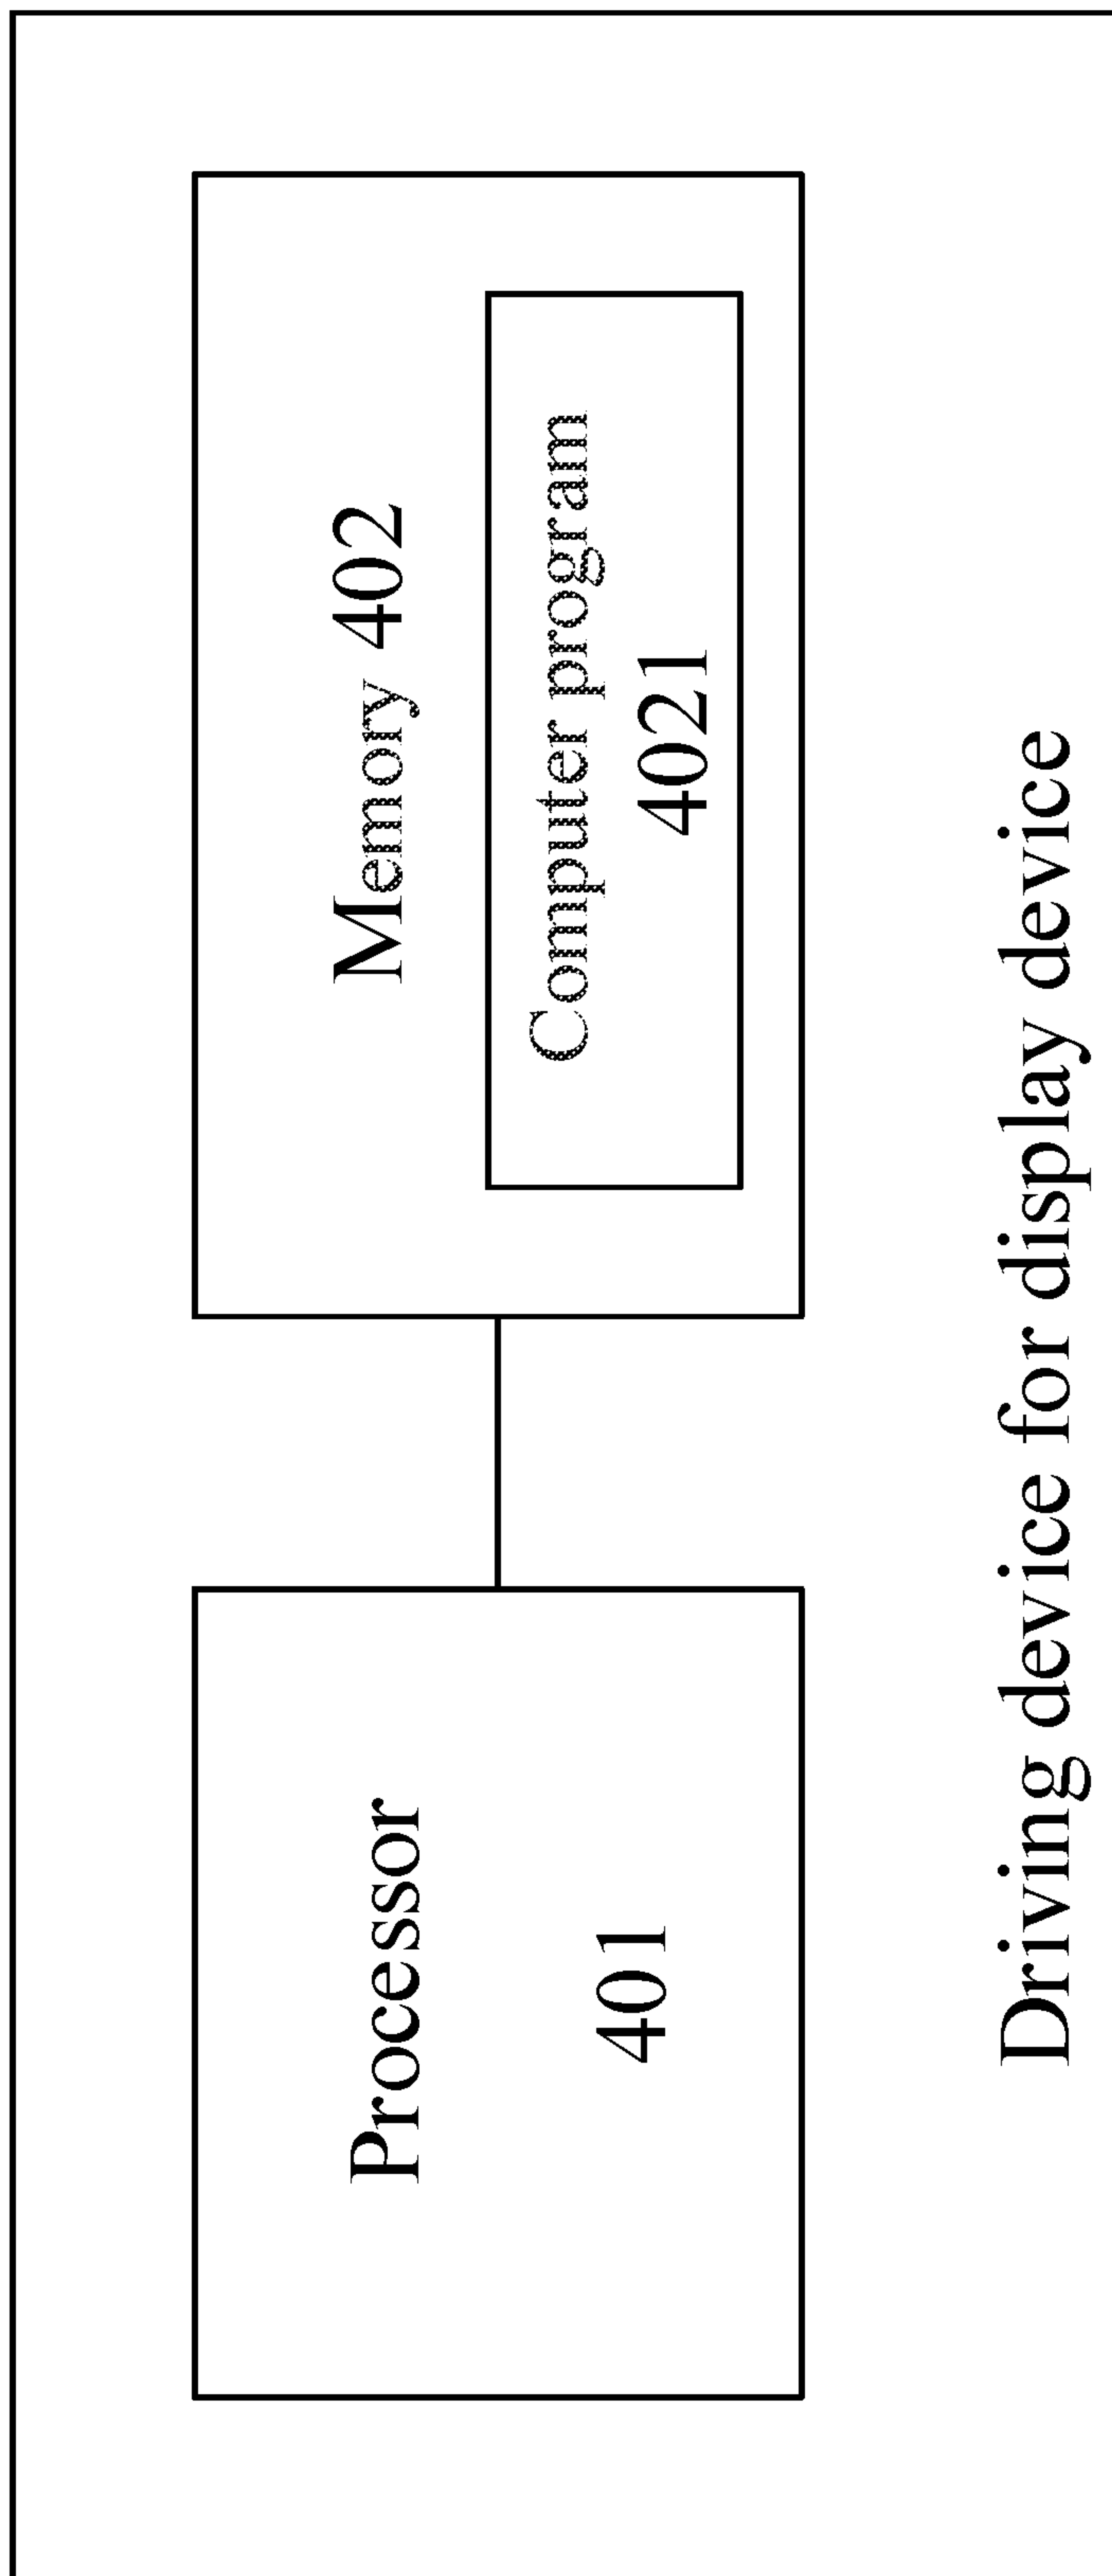 Processor
401
Memory 402
Computer program
4021
Driving device for display device